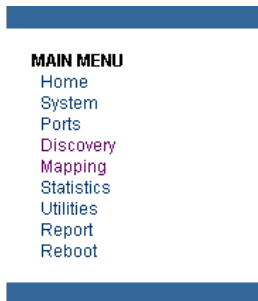 MAIN MENU
Home
System
Ports
Discovery
Mapping
Statistics
Utilities
Report
Reboot